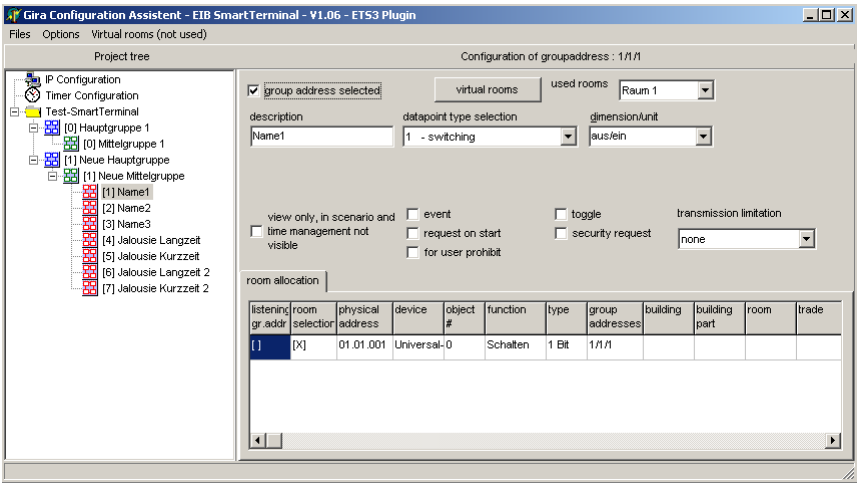 Gira Configuration Assistent - EIB SmartTerminal - V1.06 - ETS3 Plugin
Files Options Virtual rooms (not used)
Project tree
Configuration of groupaddress : 1/1/1
IP Configuration
Timer Configuration
Test-SmartTerminal
[0] Hauptgruppe 1
[0] Mittelgruppe 1
[1] Neue Hauptgruppe
[1] Neue Mittelgruppe
[1] Name1
[2] Name2
[3] Name3
[4] Jalousie Langzeit
[5] Jalousie Kurzzeit
[6] Jalousie Langzeit 2
[7] Jalousie Kurzzeit 2
group address selected
virtual rooms
used rooms
Raum 1
description
datapoint type selection
dimension/unit
Name1
1 - switching
aus/ein
view only, in scenario and
time management not
visible
event
request on start
for user prohibit
toggle
security request
transmission limitation
none
room allocation
listening room physical device object function type group building building room trade
gr.addr selection address # addresses part
[ ] [X] 01.01.001 Universal- 0 Schalten 1 Bit 1/1/1